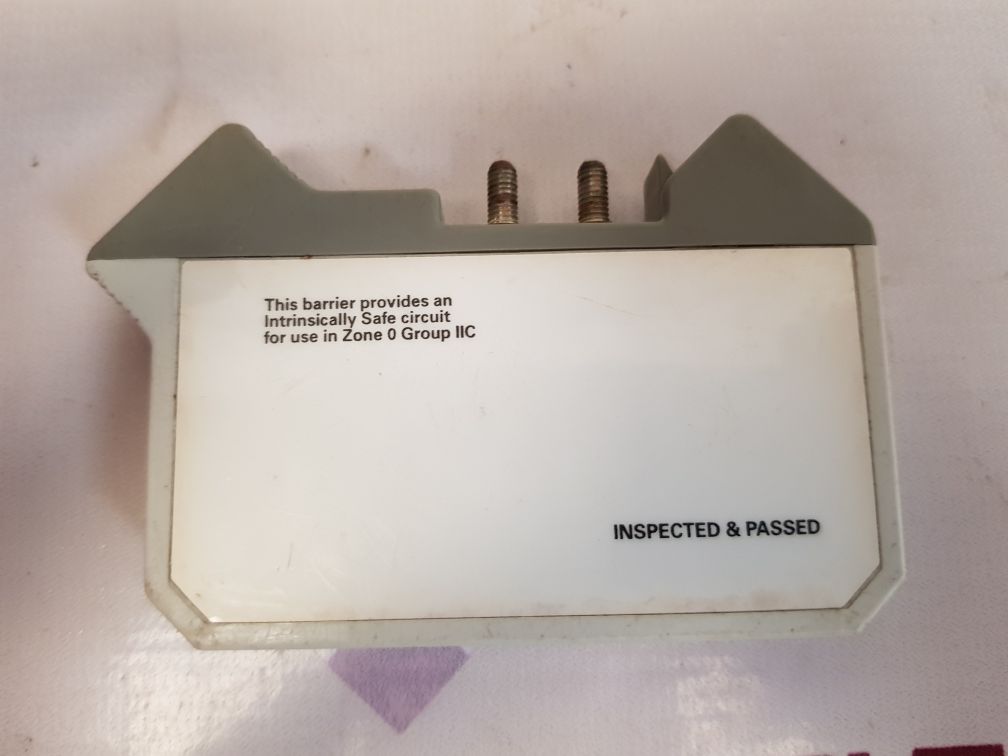 This barrier provides an
Intrinsically Safe circuit
for use in Zone 0 Group IIC
INSPECTED & PASSED